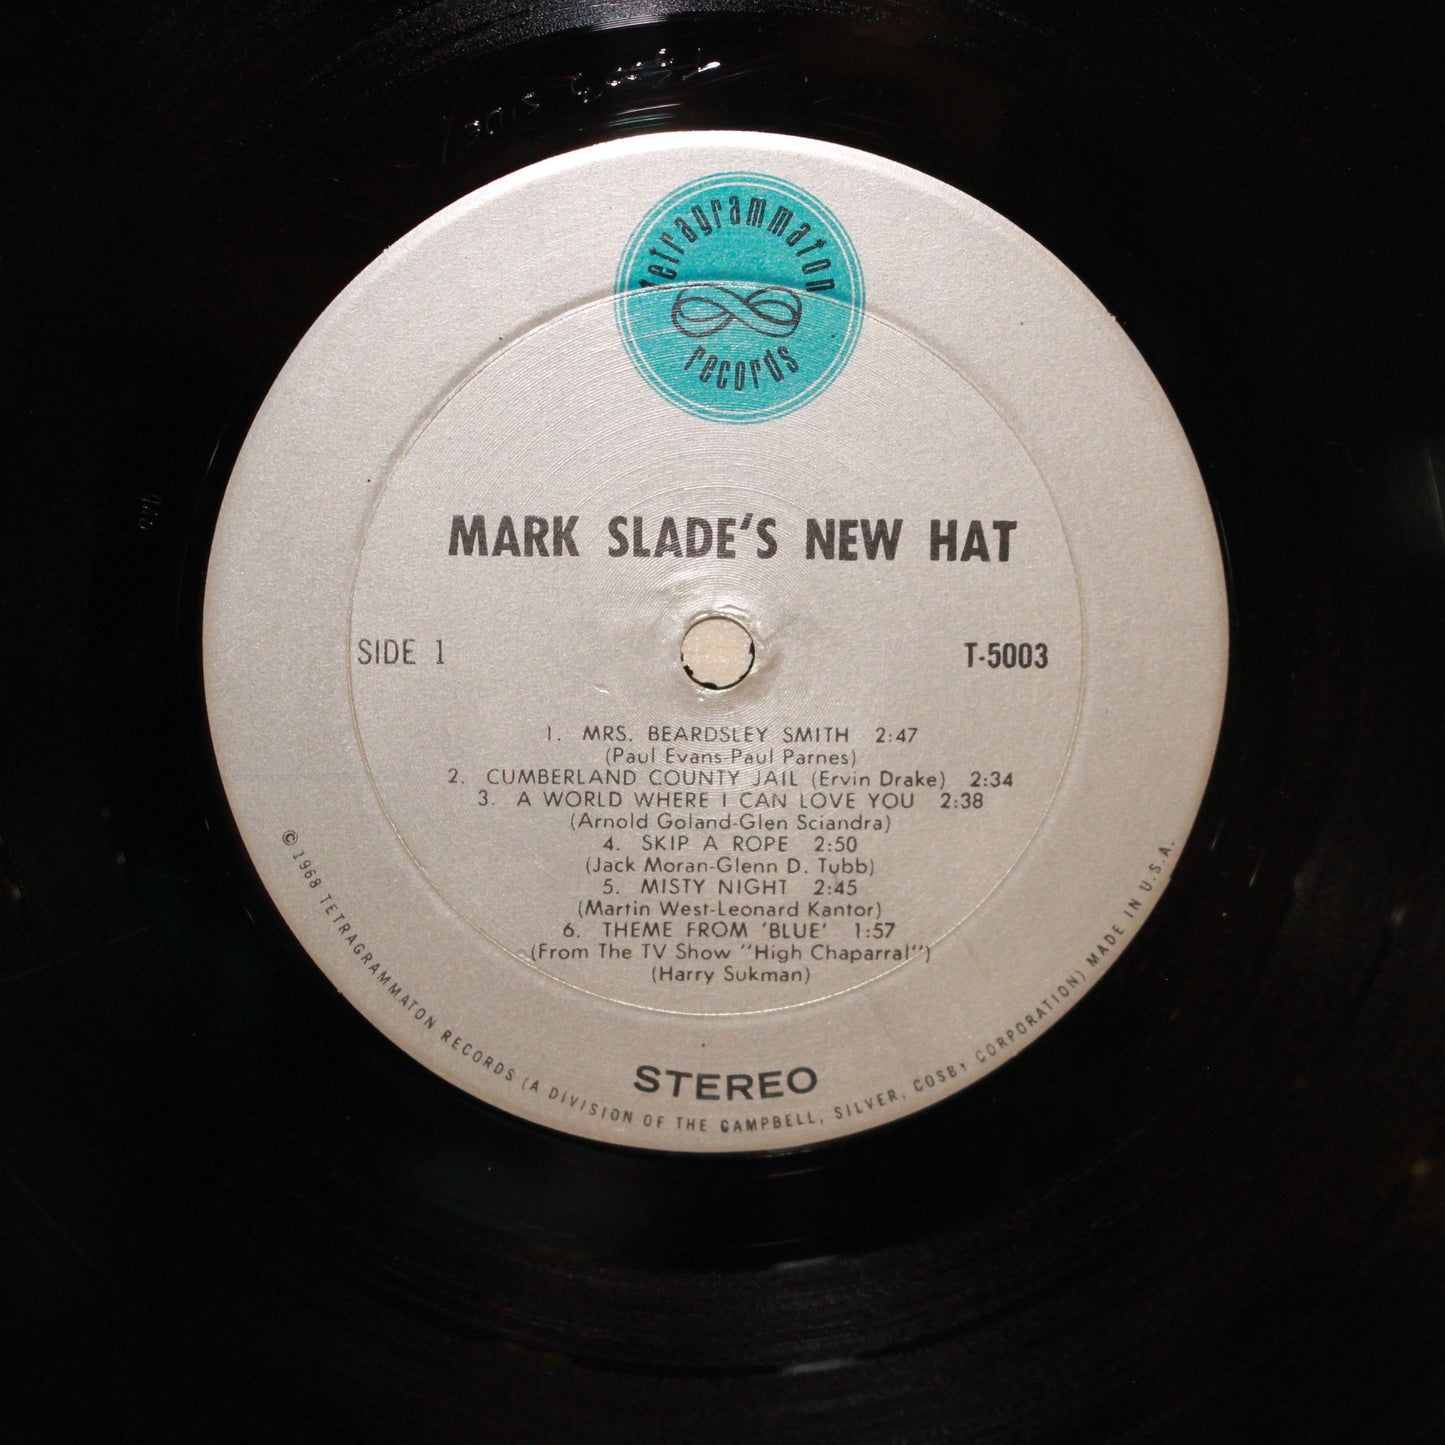 tetragrammaton
records
MARK SLADE'S NEW HAT
SIDE 1
T-5003
1. MRS. BEARDSLEY SMITH 2:47
(Paul Evans-Paul Parnes)
2. CUMBERLAND COUNTY JAIL (Ervin Drake) 2:34
3. A WORLD WHERE I CAN LOVE YOU 2:38
(Arnold Goland-Glen Sciandra)
4. SKIP A ROPE 2:50
(Jack Moran-Glenn D. Tubb)
5. MISTY NIGHT 2:45
(Martin West-Leonard Kantor)
6. THEME FROM 'BLUE' 1:57
(From The TV Show "High Chaparral")
(Harry Sukman)
STEREO
© 1968 TETRAGRAMMATON RECORDS (A DIVISION OF THE CAMPBELL, SILVER, COSBY CORPORATION) MADE IN U.S.A.